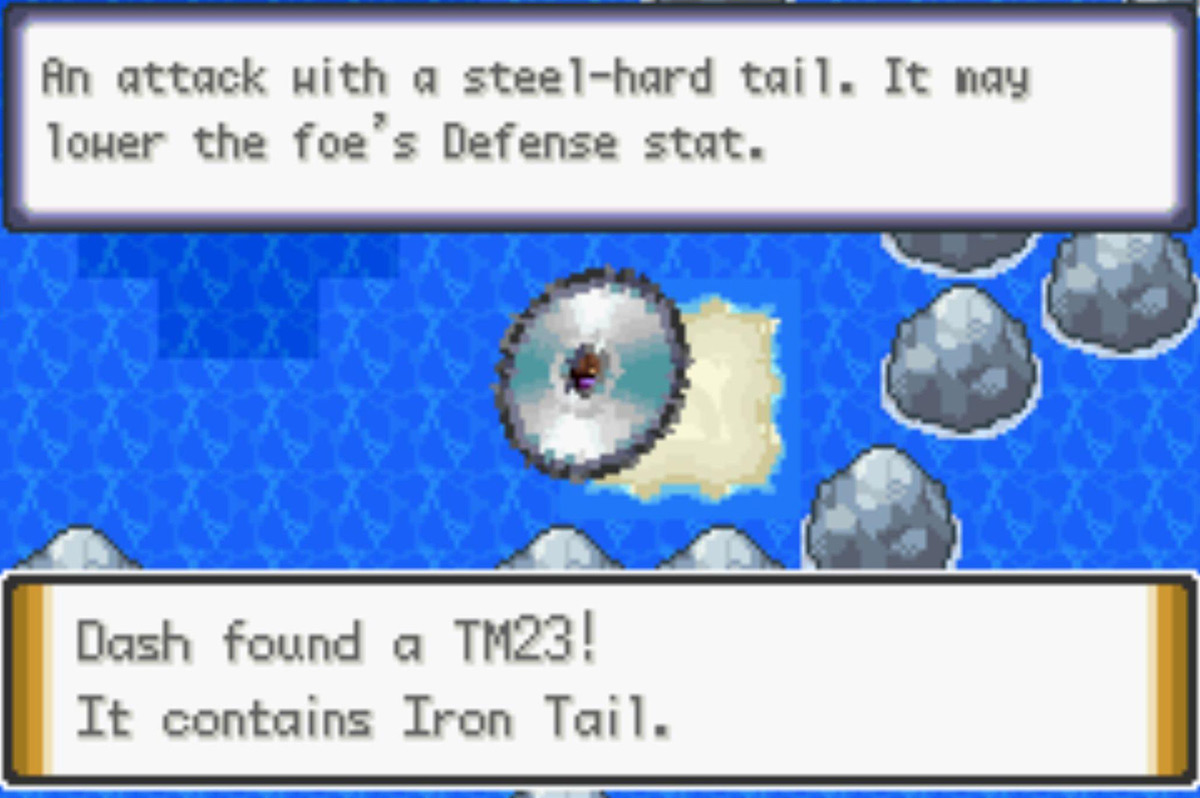 An attack with a steel-hard tail. It may
lower the foe's Defense stat.
Dash found a TM23!
It contains Iron Tail.